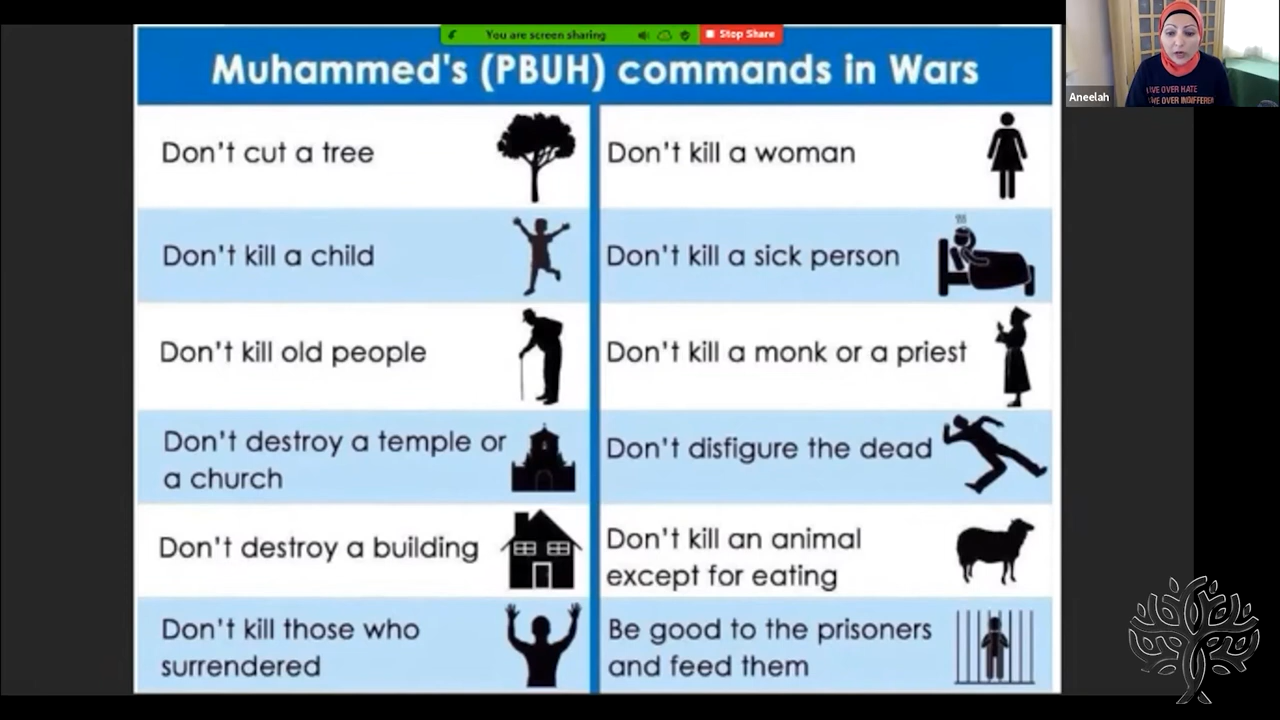 You are screen sharing
Stop Share
Muhammed's (PBUH) commands in Wars
Don't cut a tree
Don't kill a woman
Don't kill a child
Don't kill a sick person
Don't kill old people
Don't kill a monk or a priest
Don't destroy a temple or
a church
Don't disfigure the dead
Don't destroy a building
Don't kill an animal
except for eating
Don't kill those who
surrendered
Be good to the prisoners
and feed them
Aneelah
OVER HATE
OVER